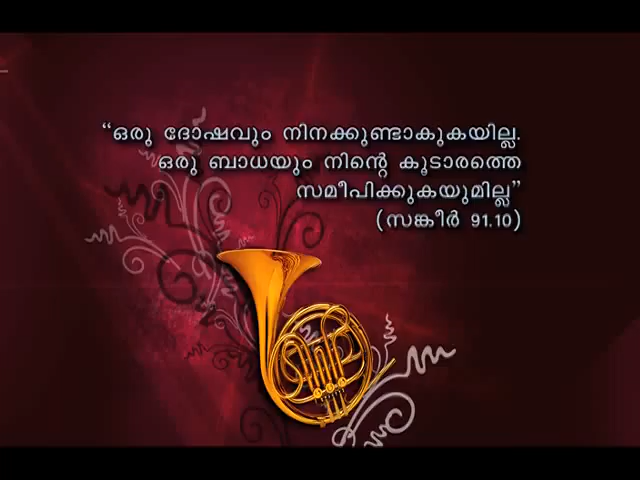 “ഒരു ദോഷവും നിനക്കുണ്ടാകുകയില്ല.
ഒരു ബാധയും നിന്റെ കൂടാരത്തെ
സമീപിക്കുകയുമില്ല”
(സങ്കീർ 91.10)